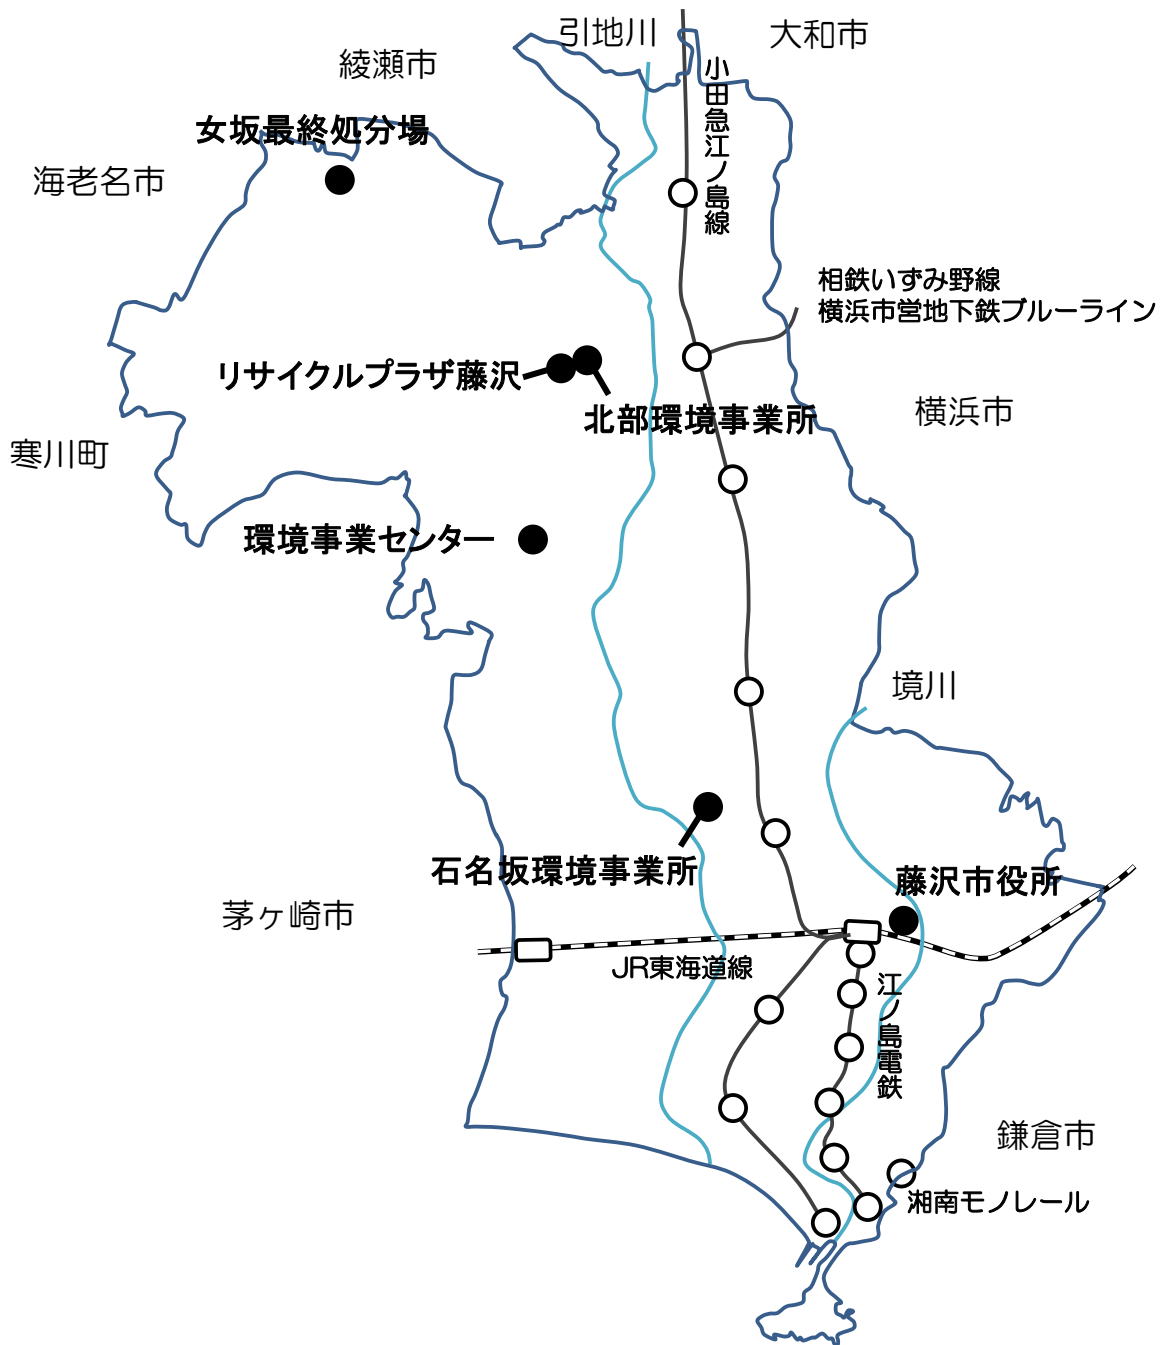 引地川
大和市
綾瀬市
小田急江ノ島線
女坂最終処分場
海老名市
相鉄いずみ野線
横浜市営地下鉄ブルーライン
リサイクルプラザ藤沢
北部環境事業所
横浜市
寒川町
環境事業センター
境川
石名坂環境事業所
藤沢市役所
茅ヶ崎市
JR東海道線
江ノ島電鉄
鎌倉市
湘南モノレール